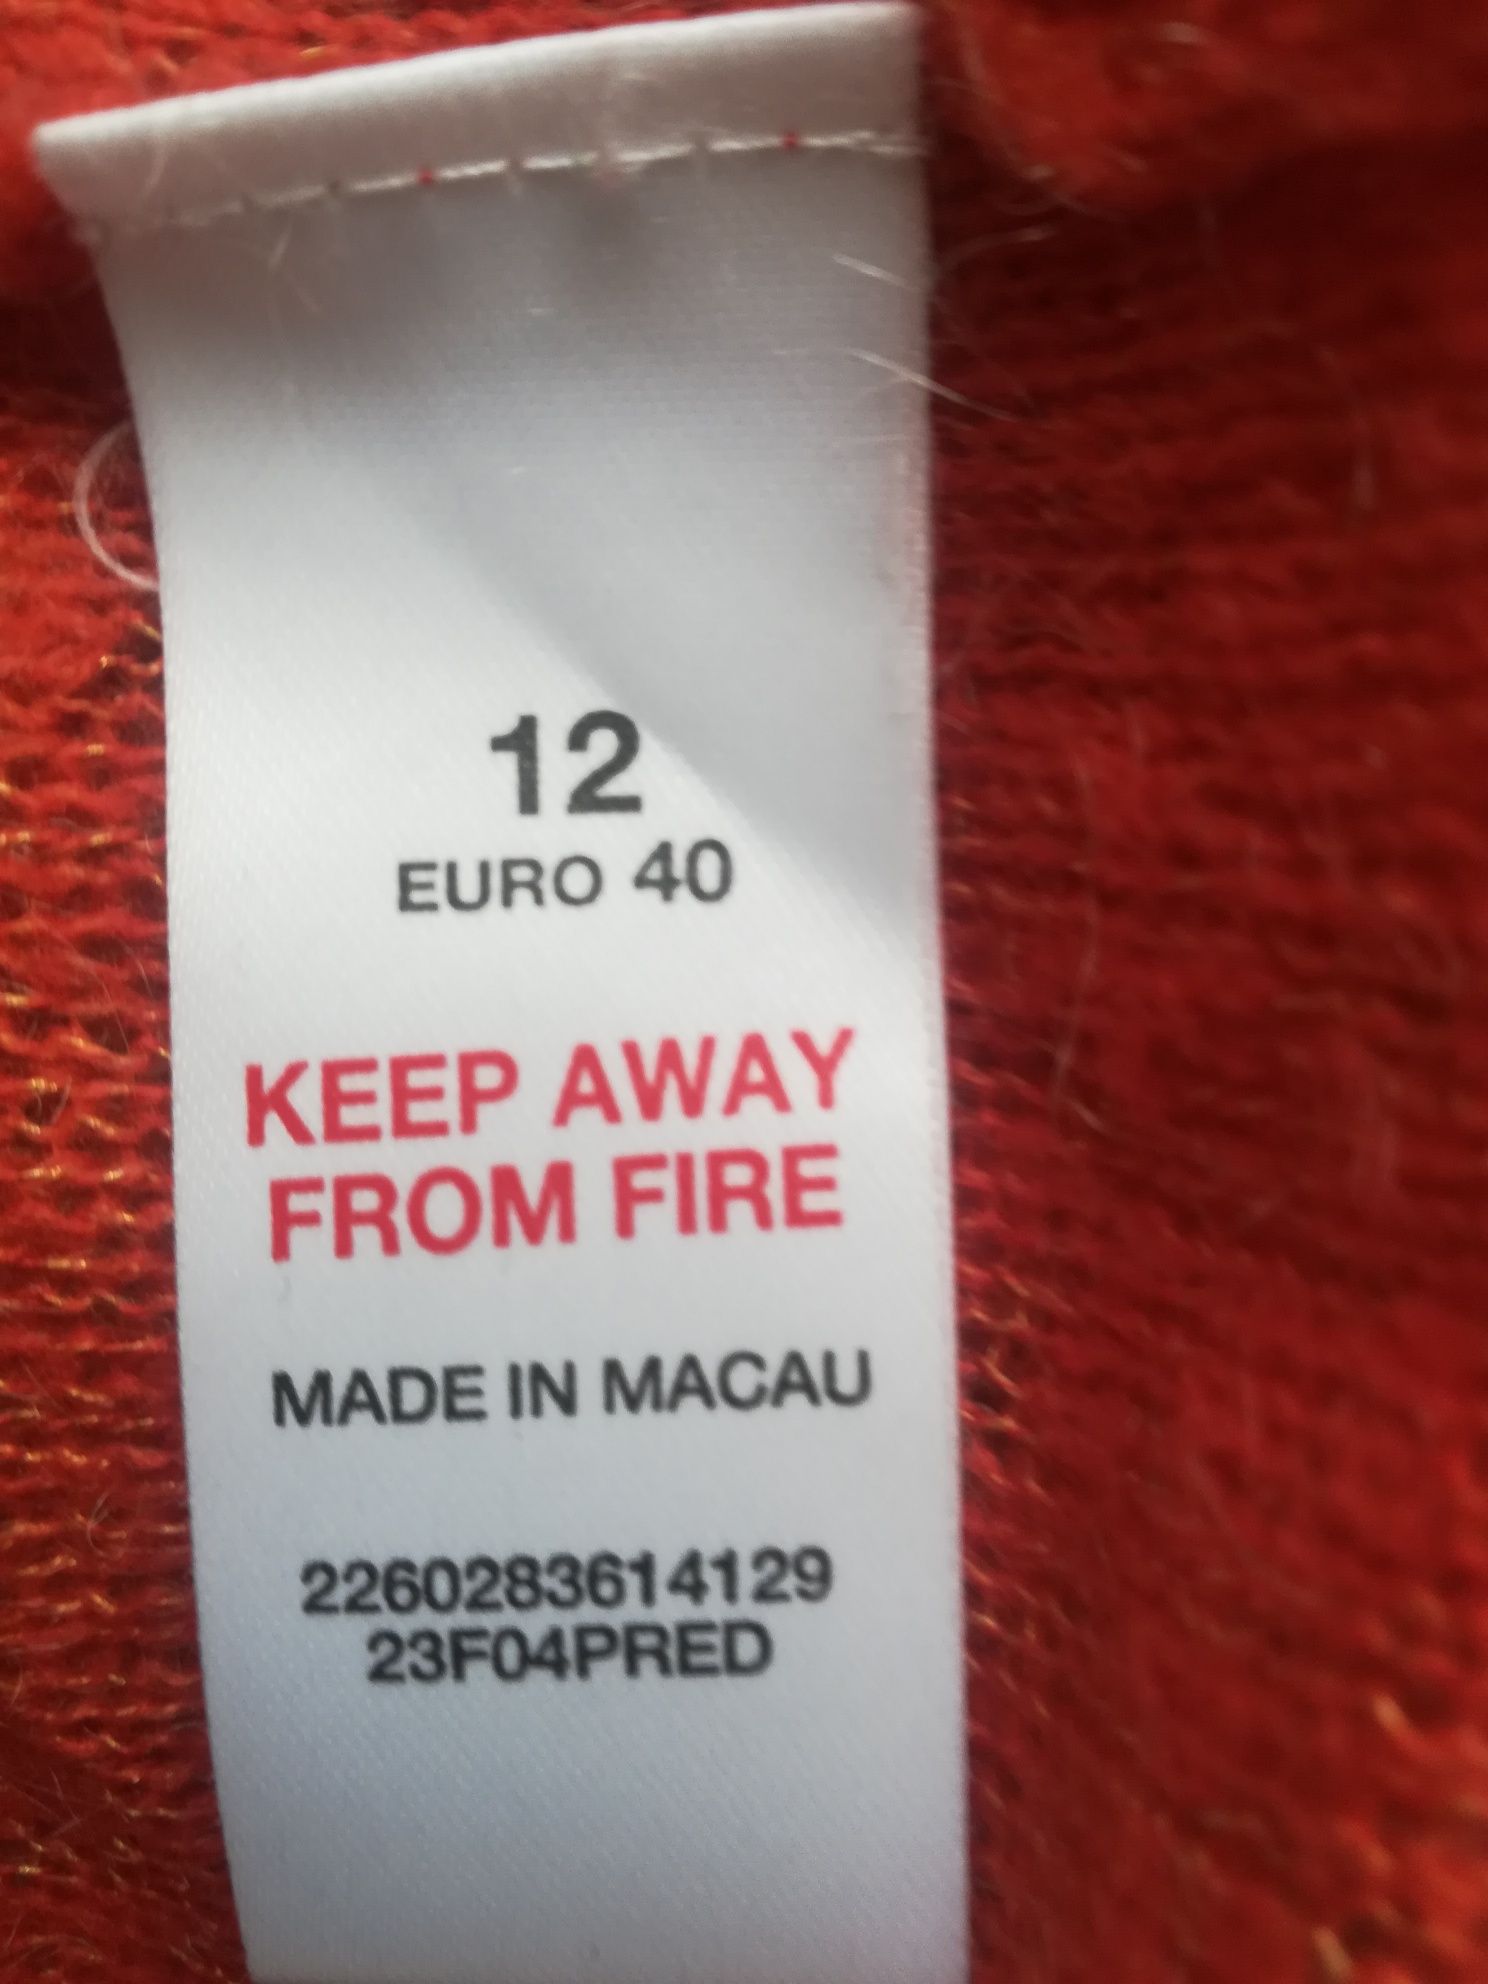 12
EURO 40
KEEP AWAY
FROM FIRE
MADE IN MACAU
2260283614129
23F04PRED